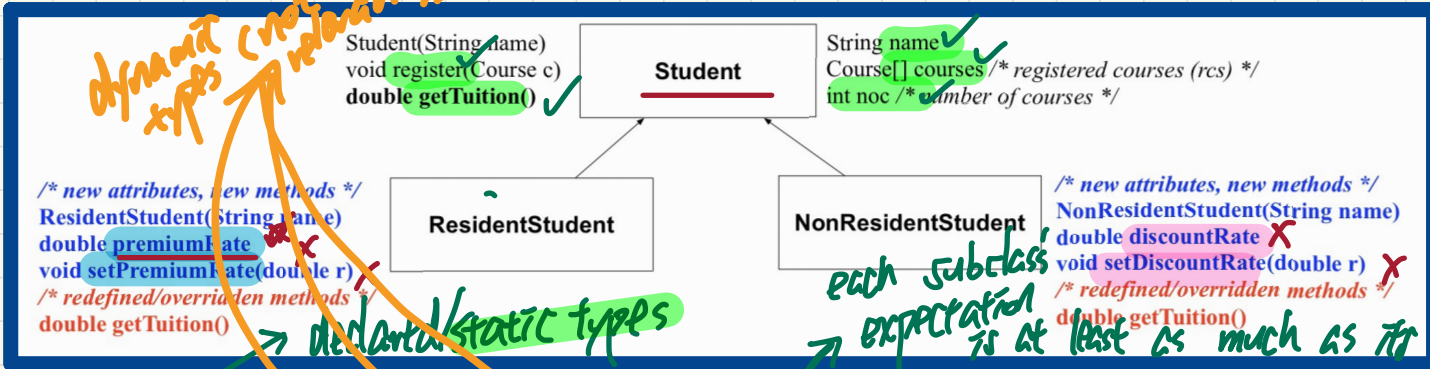 dynamic (not
types
Student(String name)
void register(Course c)
double getTuition()
Student
String name
Course[] courses /* registered courses (rcs) */
int noc /* number of courses */
/* new attributes, new methods */
ResidentStudent(String name)
double premiumRate
void setPremiumRate(double r)
/* redefined/overridden methods */
double getTuition()
ResidentStudent
NonResidentStudent
/* new attributes, new methods */
NonResidentStudent(String name)
double discountRate
void setDiscountRate(double r)
/* redefined/overridden methods */
double getTuition()
declared/static types
each subclass'
expectation
is at least as much as its